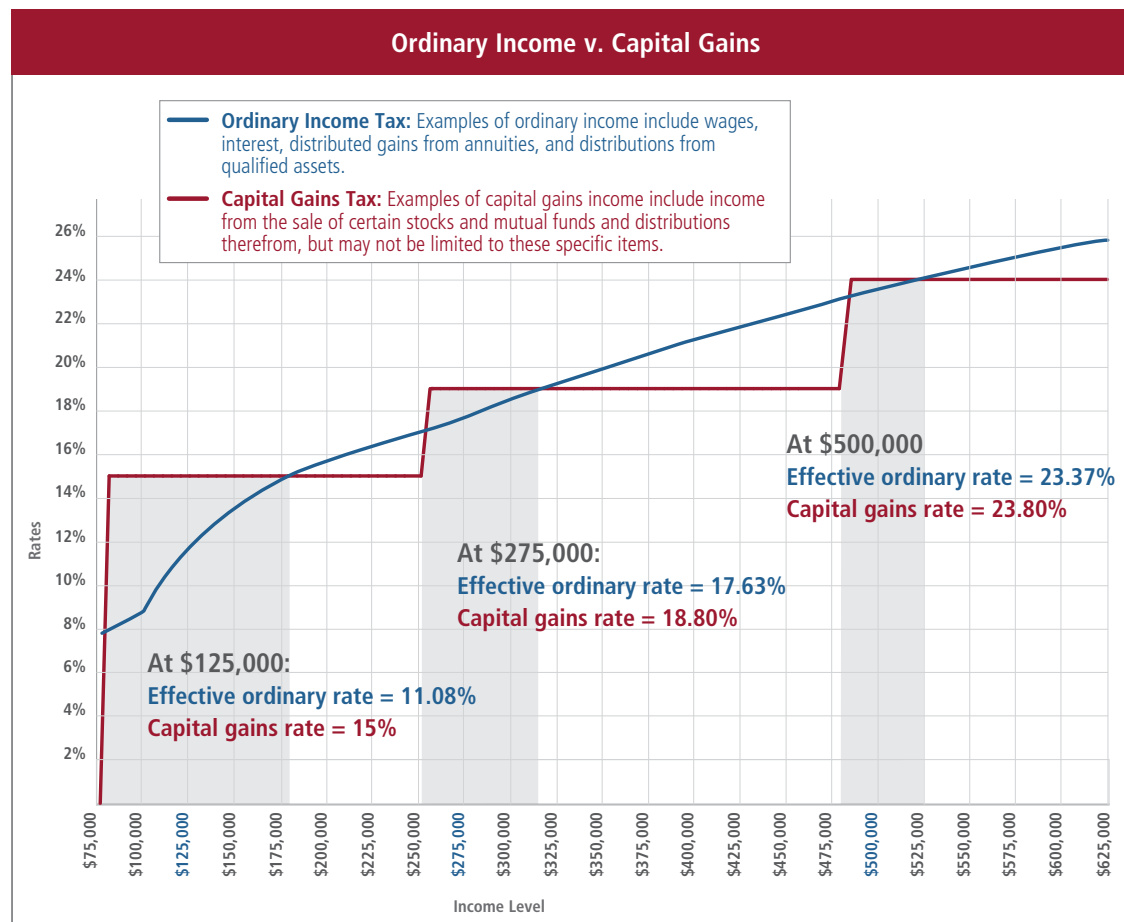 Ordinary Income v. Capital Gains
Ordinary Income Tax: Examples of ordinary income include wages,
interest, distributed gains from annuities, and distributions from
qualified assets.
Capital Gains Tax: Examples of capital gains income include income
from the sale of certain stocks and mutual funds and distributions
therefrom, but may not be limited to these specific items.
26%
24%
22%
20%
18%
16%
14%
12%
10%
8%
6%
4%
2%
Rates
At $500,000
Effective ordinary rate = 23.37%
Capital gains rate = 23.80%
At $275,000:
Effective ordinary rate = 17.63%
Capital gains rate = 18.80%
At $125,000:
Effective ordinary rate = 11.08%
Capital gains rate = 15%
$75,000
$100,000
$125,000
$150,000
$175,000
$200,000
$225,000
$250,000
$275,000
$300,000
$325,000
$350,000
$375,000
$400,000
$425,000
$450,000
$475,000
$500,000
$525,000
$550,000
$575,000
$600,000
$625,000
Income Level